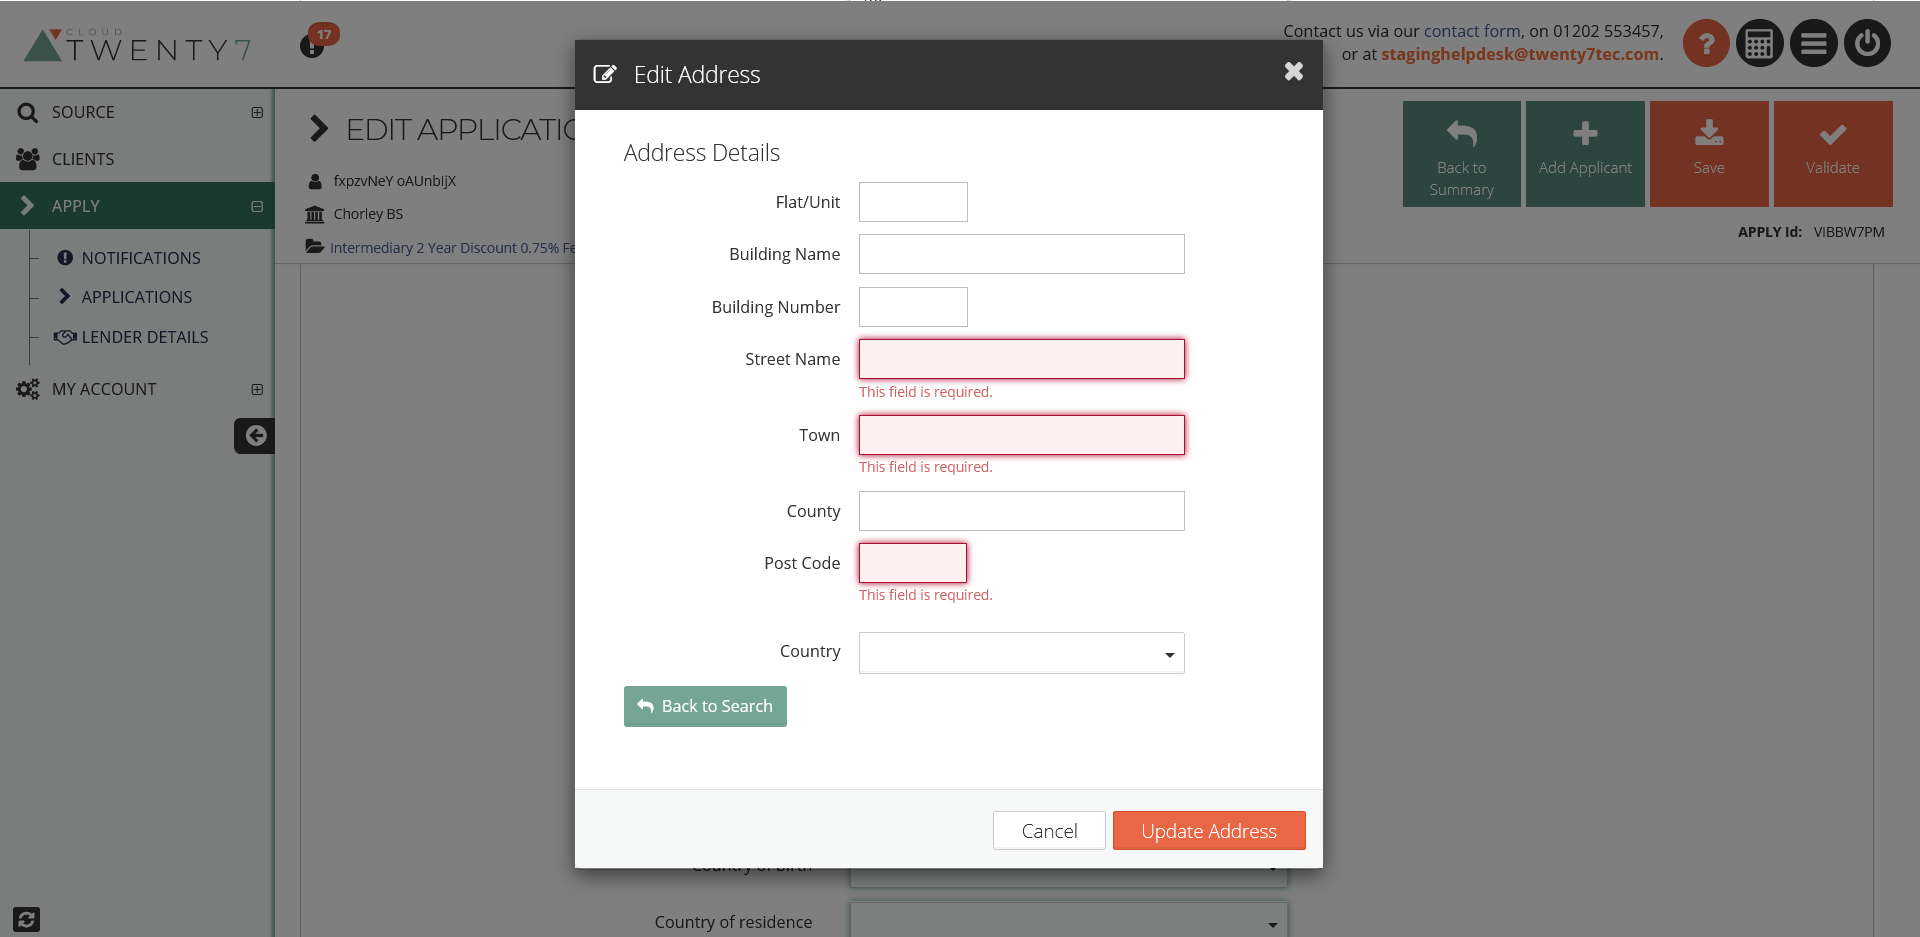 CLOUD
TWENTY7
17
Contact us via our contact form, on 01202 553457,
or at staginghelpdesk@twenty7tec.com.
?
SOURCE
CLIENTS
APPLY
NOTIFICATIONS
APPLICATIONS
LENDER DETAILS
MY ACCOUNT
EDIT APPLICATIO
fxpzvNeY oAUnbIjX
Chorley BS
Intermediary 2 Year Discount 0.75% Fe
Back to
Summary
Add Applicant
Save
Validate
APPLY Id: VIBBW7PM
Edit Address
Address Details
Flat/Unit
Building Name
Building Number
Street Name
This field is required.
Town
This field is required.
County
Post Code
This field is required.
Country
Back to Search
Cancel
Update Address
Country of birth
Country of residence